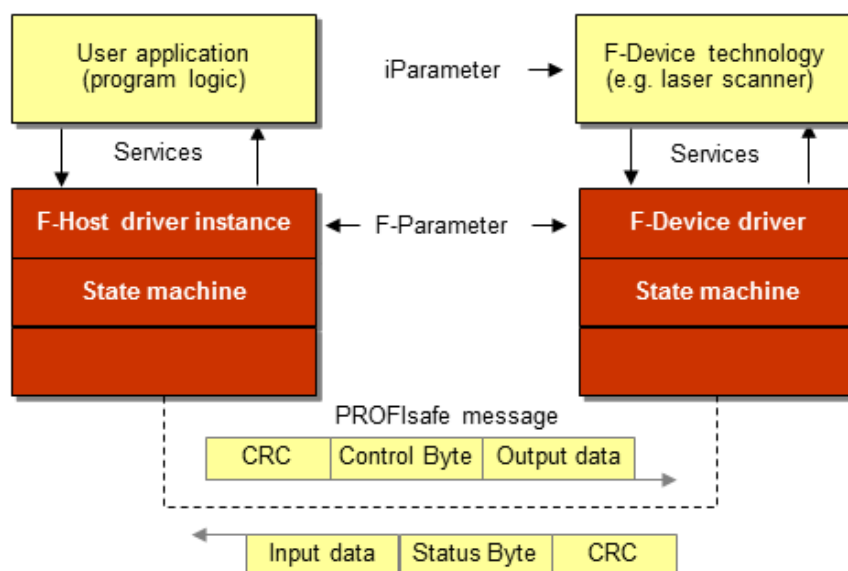 User application
(program logic)
iParameter
F-Device technology
(e.g. laser scanner)
Services
Services
F-Host driver instance
F-Parameter
F-Device driver
State machine
State machine
PROFIsafe message
CRC
Control Byte
Output data
Input data
Status Byte
CRC